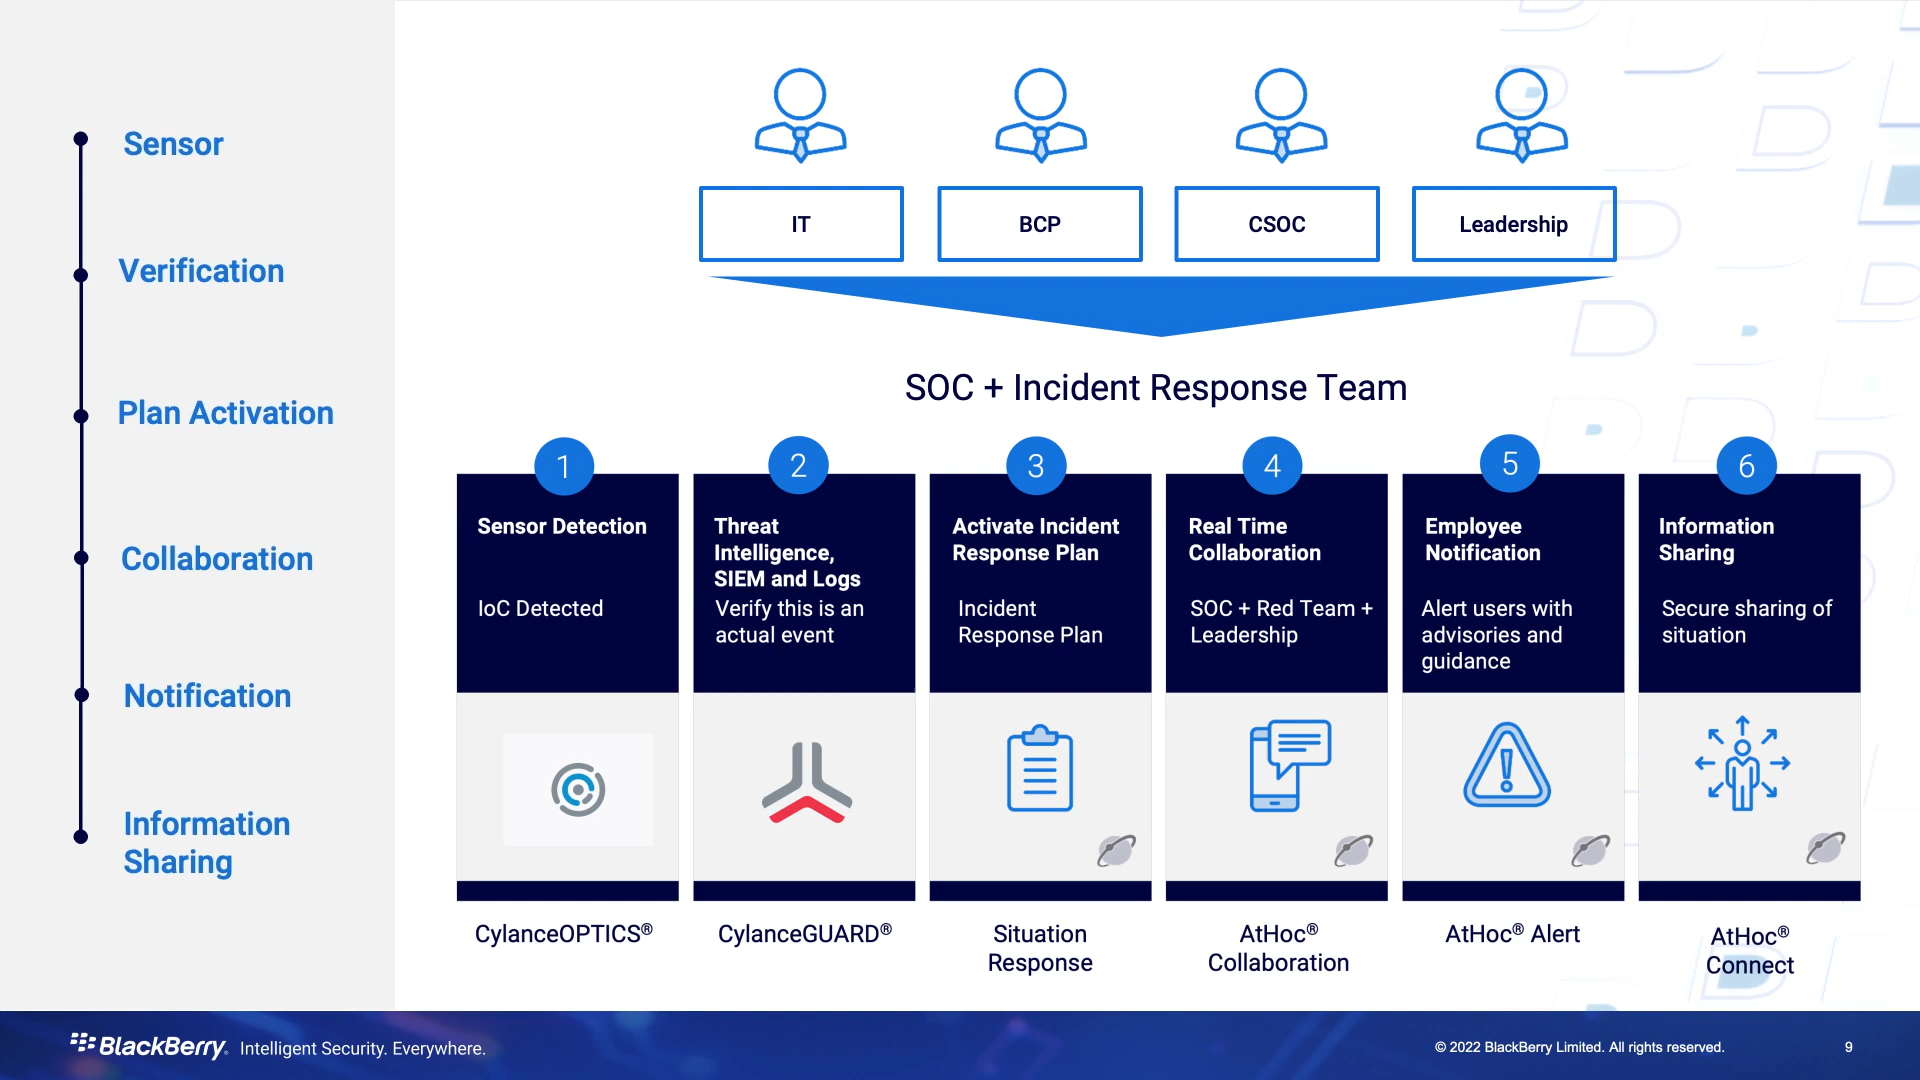 Sensor
Verification
Plan Activation
Collaboration
Notification
Information
Sharing
IT
BCP
CSOC
Leadership
SOC + Incident Response Team
1
Sensor Detection
IoC Detected
CylanceOPTICS®
2
Threat
Intelligence,
SIEM and Logs
Verify this is an
actual event
CylanceGUARD®
3
Activate Incident
Response Plan
Incident
Response Plan
Situation
Response
4
Real Time
Collaboration
SOC + Red Team +
Leadership
AtHoc®
Collaboration
5
Employee
Notification
Alert users with
advisories and
guidance
AtHoc® Alert
6
Information
Sharing
Secure sharing of
situation
AtHoc®
Connect
BlackBerry® Intelligent Security. Everywhere.
© 2022 BlackBerry Limited. All rights reserved.
9